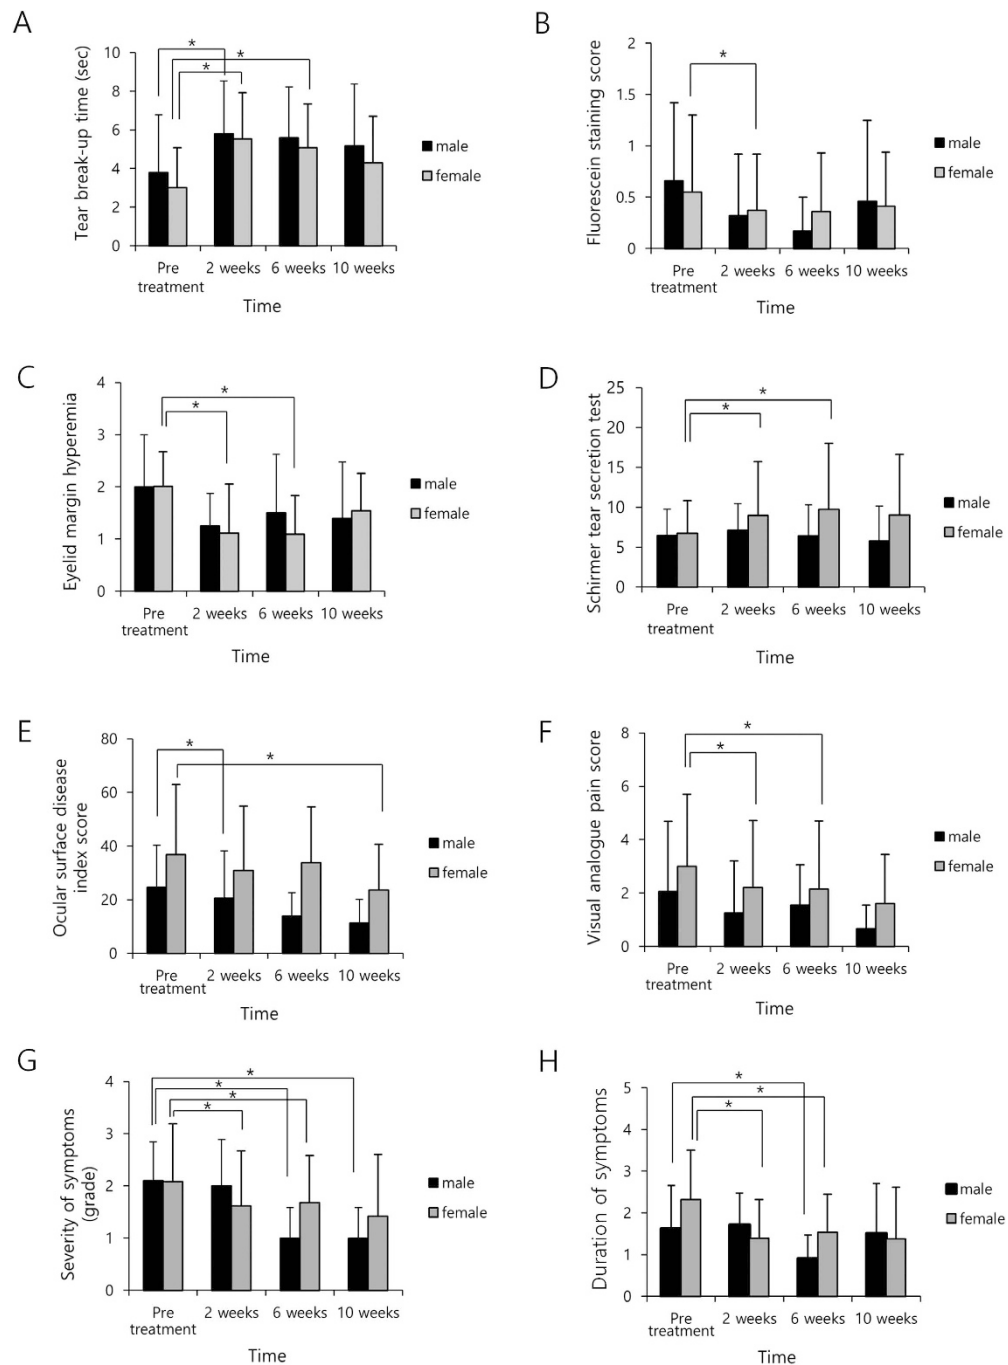 A
Tear break-up time (sec)
10
8
6
4
2
0
*
*
*
Pre treatment
2 weeks
6 weeks
10 weeks
Time
male
female
B
Fluorescein staining score
2
1.5
1
0.5
0
*
Pre treatment
2 weeks
6 weeks
10 weeks
Time
male
female
C
Eyelid margin hyperemia
4
3
2
1
0
*
*
Pre treatment
2 weeks
6 weeks
10 weeks
Time
male
female
D
Schirmer tear secretion test
25
20
15
10
5
0
*
*
Pre treatment
2 weeks
6 weeks
10 weeks
Time
male
female
E
Ocular surface disease
index score
80
60
40
20
0
*
*
Pre treatment
2 weeks
6 weeks
10 weeks
Time
male
female
F
Visual analogue pain score
8
6
4
2
0
*
*
Pre treatment
2 weeks
6 weeks
10 weeks
Time
male
female
G
Severity of symptoms
(grade)
4
3
2
1
0
*
*
*
*
Pre treatment
2 weeks
6 weeks
10 weeks
Time
male
female
H
Duration of symptoms
5
4
3
2
1
0
*
*
*
Pre treatment
2 weeks
6 weeks
10 weeks
Time
male
female